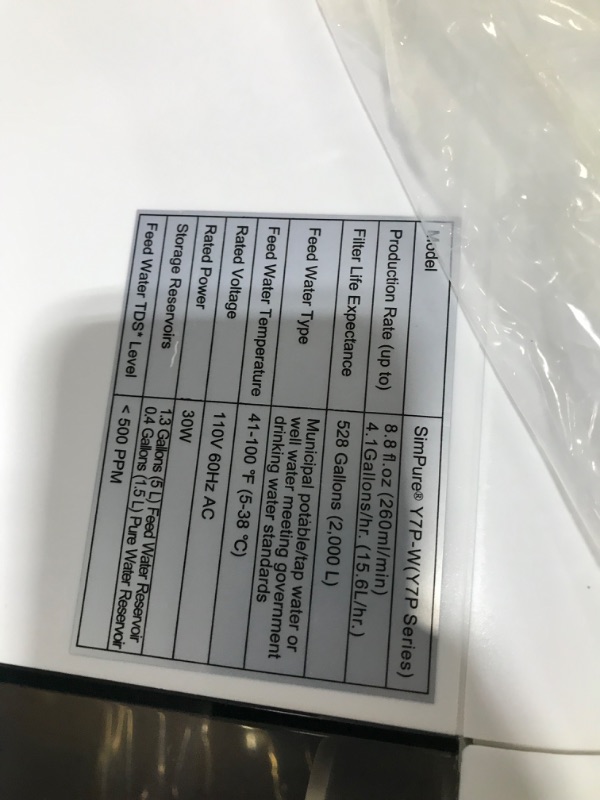 Model SimPure® Y7P-W(Y7P Series)
Production Rate (up to) 8.8 fl.oz (260ml/min)
4.1Gallons/hr. (15.6L/hr.)
Filter Life Expectance 528 Gallons (2,000 L)
Feed Water Type Municipal potable/tap water or
well water meeting government
drinking water standards
Feed Water Temperature 41-100 °F (5-38 °C)
Rated Voltage 110V 60Hz AC
Rated Power 30W
Storage Reservoirs 1.3 Gallons (5 L) Feed Water Reservoir
0.4 Gallons (1.5 L) Pure Water Reservoir
Feed Water TDS* Level < 500 PPM